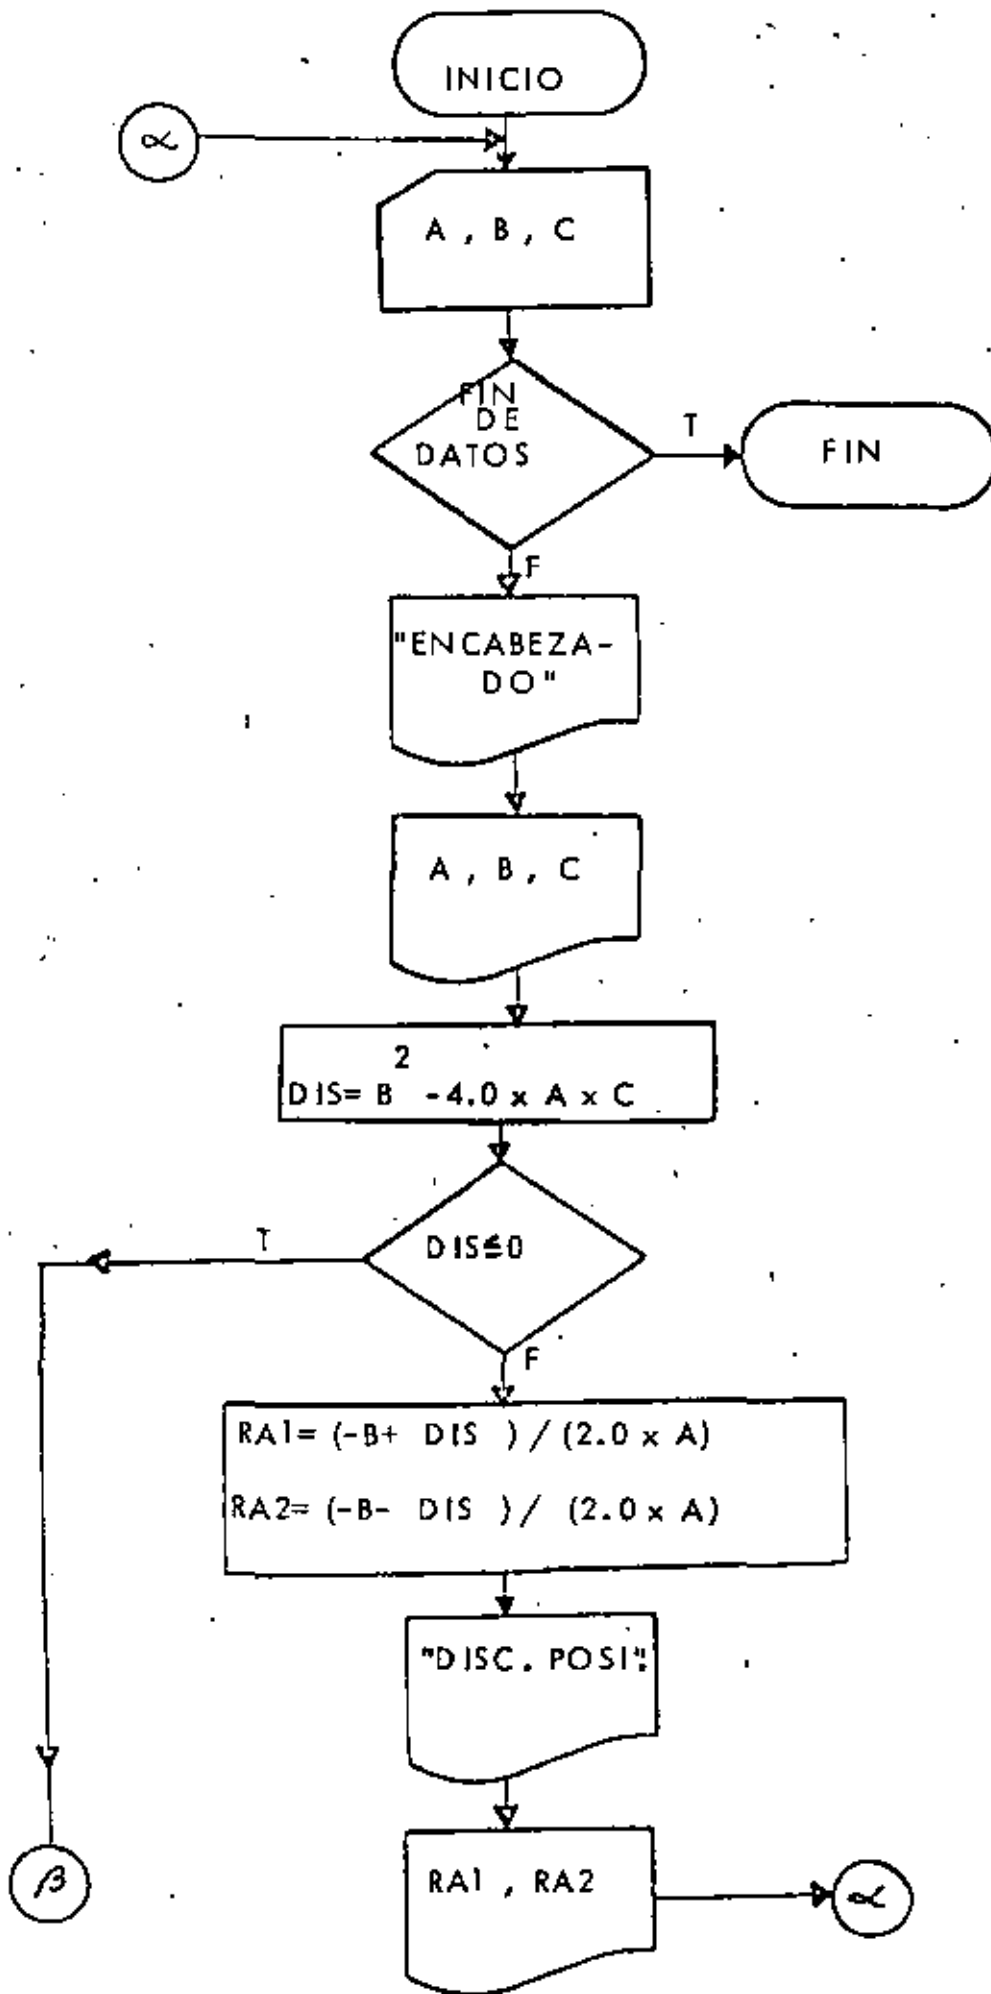 INICIO
∝
A , B , C
FIN
DE
DATOS
T
FIN
F
"ENCABEZA-
DO"
A , B , C
2
DIS= B -4.0 x A x C
T
DIS≤0
F
RA1= (-B+ DIS )/(2.0 x A)
RA2= (-B- DIS )/ (2.0 x A)
"DISC. POSI".
β
RA1 , RA2
∝